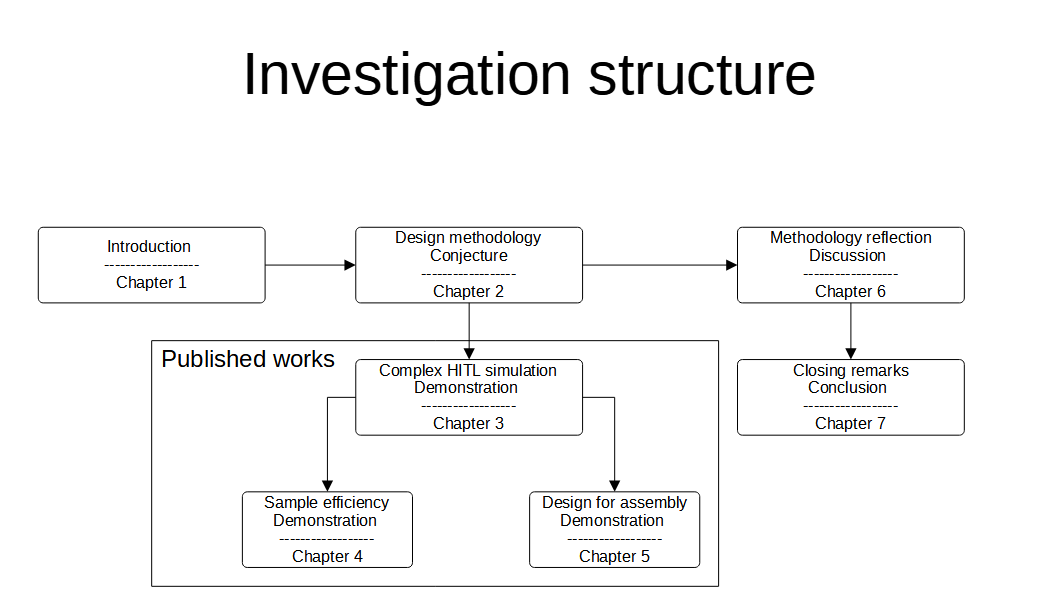 Investigation structure
Introduction
------------------
Chapter 1
Design methodology
Conjecture
------------------
Chapter 2
Methodology reflection
Discussion
------------------
Chapter 6
Published works
Complex HITL simulation
Demonstration
------------------
Chapter 3
Closing remarks
Conclusion
------------------
Chapter 7
Sample efficiency
Demonstration
------------------
Chapter 4
Design for assembly
Demonstration
------------------
Chapter 5